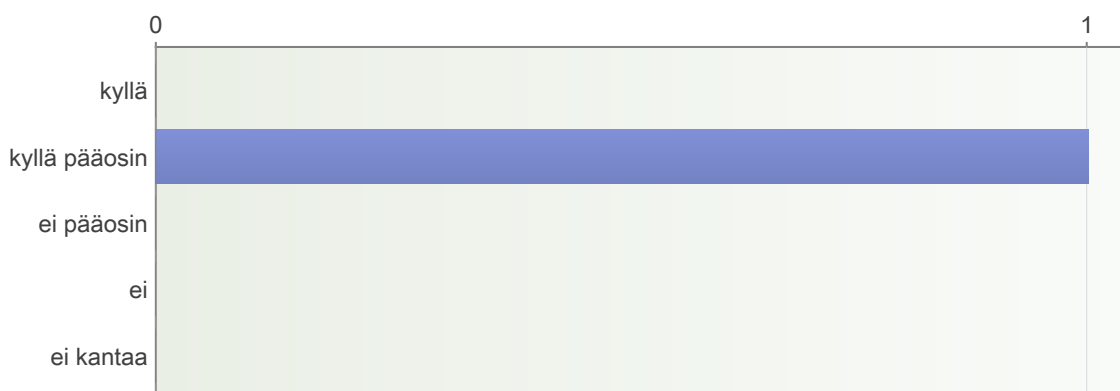 0 1
kyllä
kyllä pääosin
ei pääosin
ei
ei kantaa